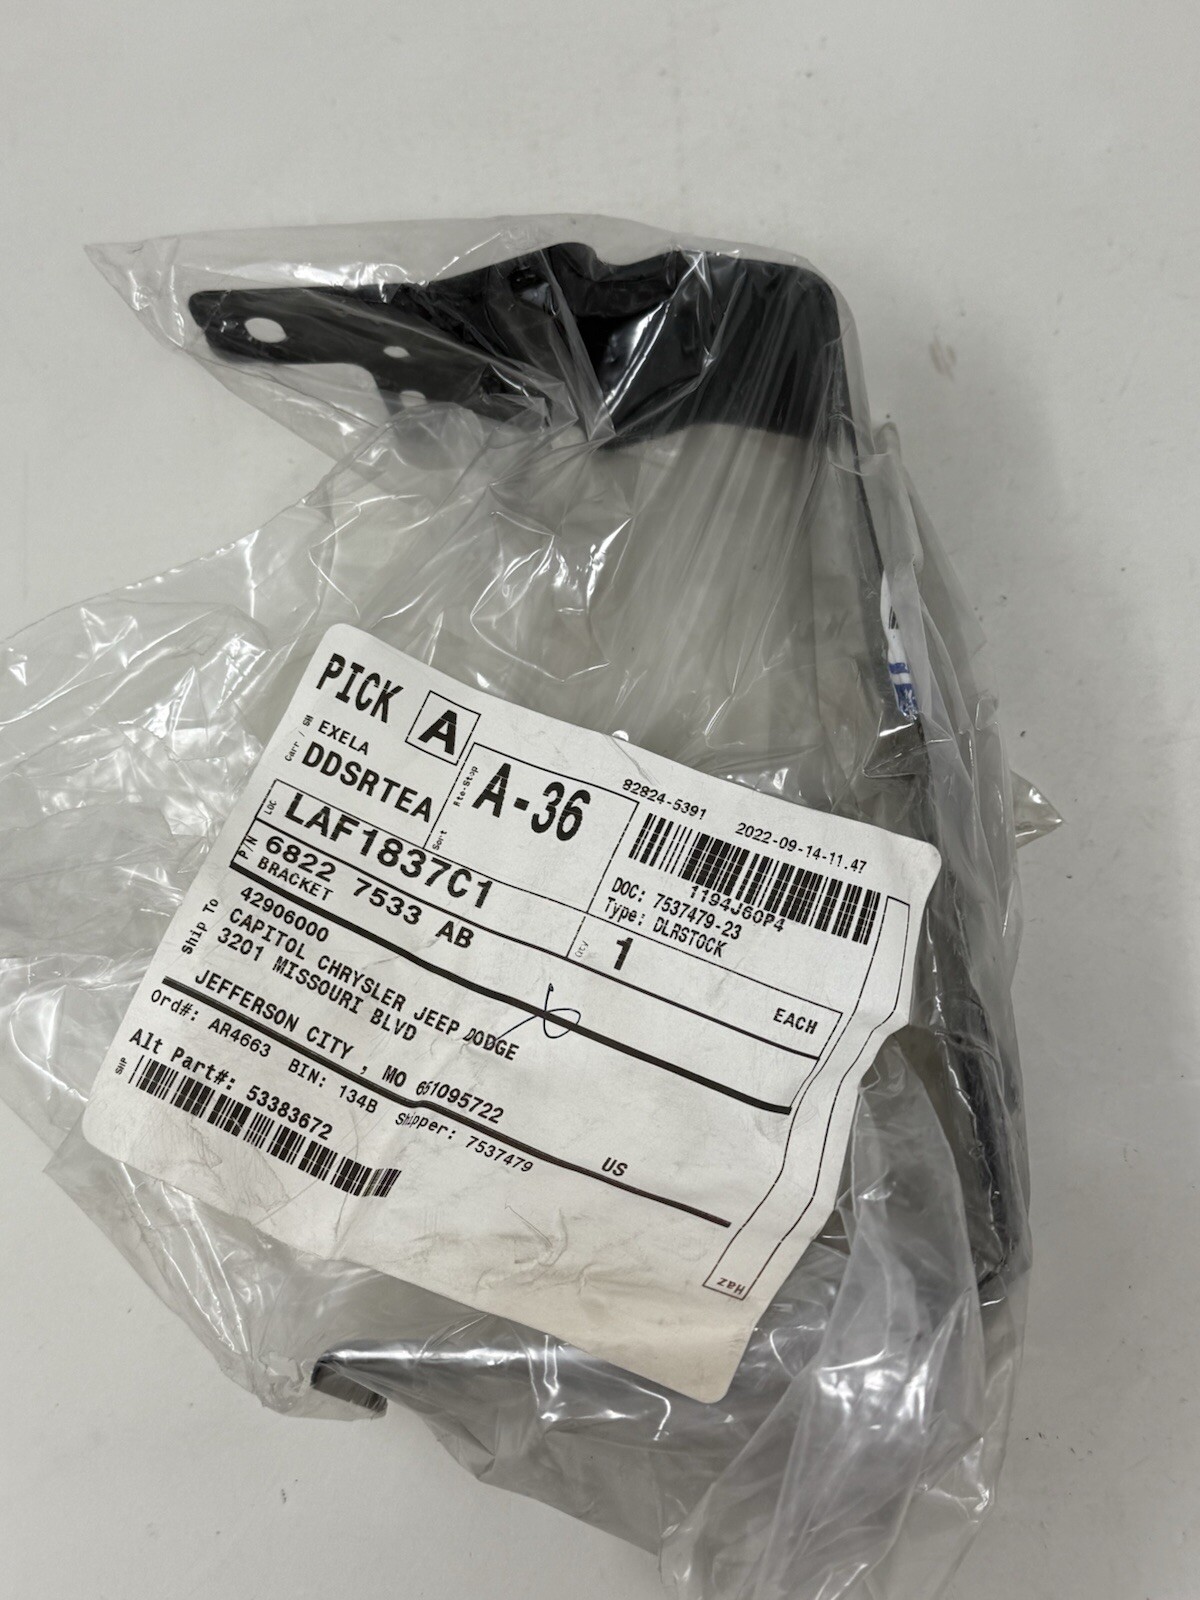 PICK A
Carr / SH EXELA
DDSRTEA
Rte-Stop
A-36
Sort
82824-5391
2022-09-14-11.47
1194J60P4
DOC: 7537479-23
Type: DLRSTOCK
LOC LAF1837C1
P/N 6822 7533 AB
BRACKET
Qty 1
EACH
Ship To
42906000
CAPITOL CHRYSLER JEEP DODGE
3201 MISSOURI BLVD
JEFFERSON CITY , MO 651095722
US
Ord#: AR4663 BIN: 134B Shipper: 7537479
Alt Part#: 53383672
SHP
Haz